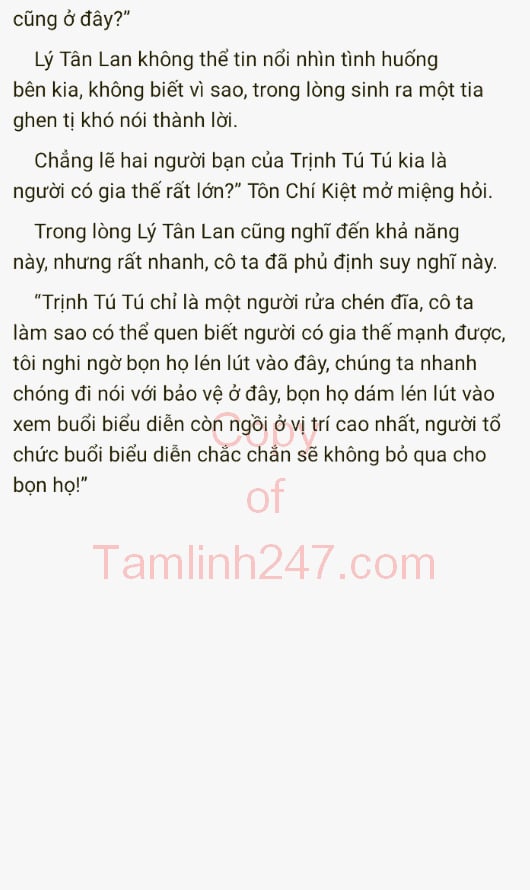 cũng ở đây?”
Lý Tân Lan không thể tin nổi nhìn tình huống
bên kia, không biết vì sao, trong lòng sinh ra một tia
ghen tị khó nói thành lời.
Chẳng lẽ hai người bạn của Trịnh Tú Tú kia là
người có gia thế rất lớn?” Tôn Chí Kiệt mở miệng hỏi.
Trong lòng Lý Tân Lan cũng nghĩ đến khả năng
này, nhưng rất nhanh, cô ta đã phủ định suy nghĩ này.
“Trịnh Tú Tú chỉ là một người rửa chén đĩa, cô ta
làm sao có thể quen biết người có gia thế mạnh được,
tôi nghi ngờ bọn họ lén lút vào đây, chúng ta nhanh
chóng đi nói với bảo vệ ở đây, bọn họ dám lén lút vào
xem buổi biểu diễn còn ngồi ở vị trí cao nhất, người tổ
chức buổi biểu diễn chắc chắn sẽ không bỏ qua cho
bọn họ!”
Copy
of
Tamlinh247.com